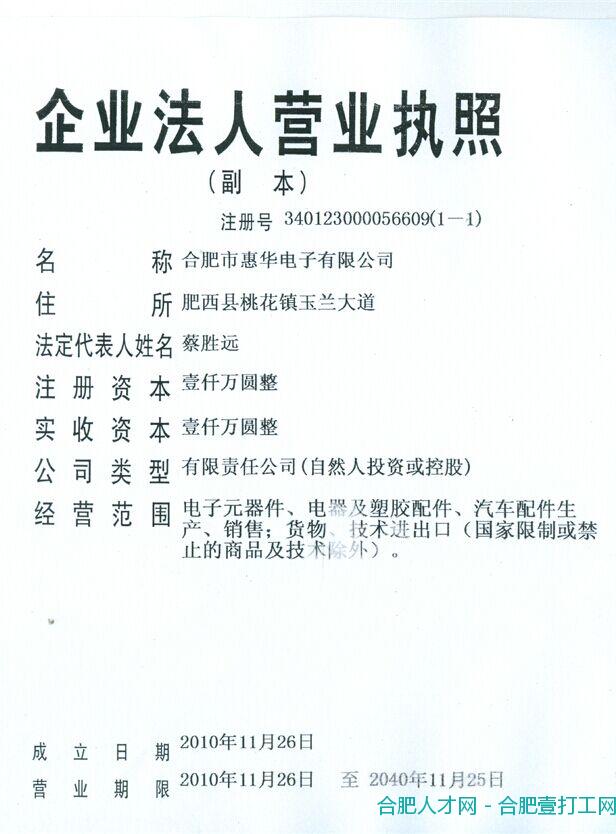 企业法人营业执照
(副 本)
注册号 340123000056609(1—1)
名 称 合肥市惠华电子有限公司
住 所 肥西县桃花镇玉兰大道
法定代表人姓名 蔡胜远
注 册 资 本 壹仟万圆整
实 收 资 本 壹仟万圆整
公 司 类 型 有限责任公司(自然人投资或控股)
经 营 范 围 电子元器件、电器及塑胶配件、汽车配件生
产、销售；货物、技术进出口（国家限制或禁
止的商品及技术除外）。
成 立 日 期 2010年11月26日
营 业 期 限 2010年11月26日 至 2040年11月25日
合肥人才网 - 合肥壹打工网